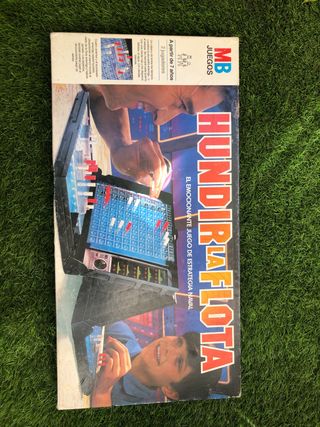 MB
JUEGOS
A partir de 7 años
2 jugadores
HUNDIR LA FLOTA
EL EMOCIONANTE JUEGO DE ESTRATEGIA NAVAL